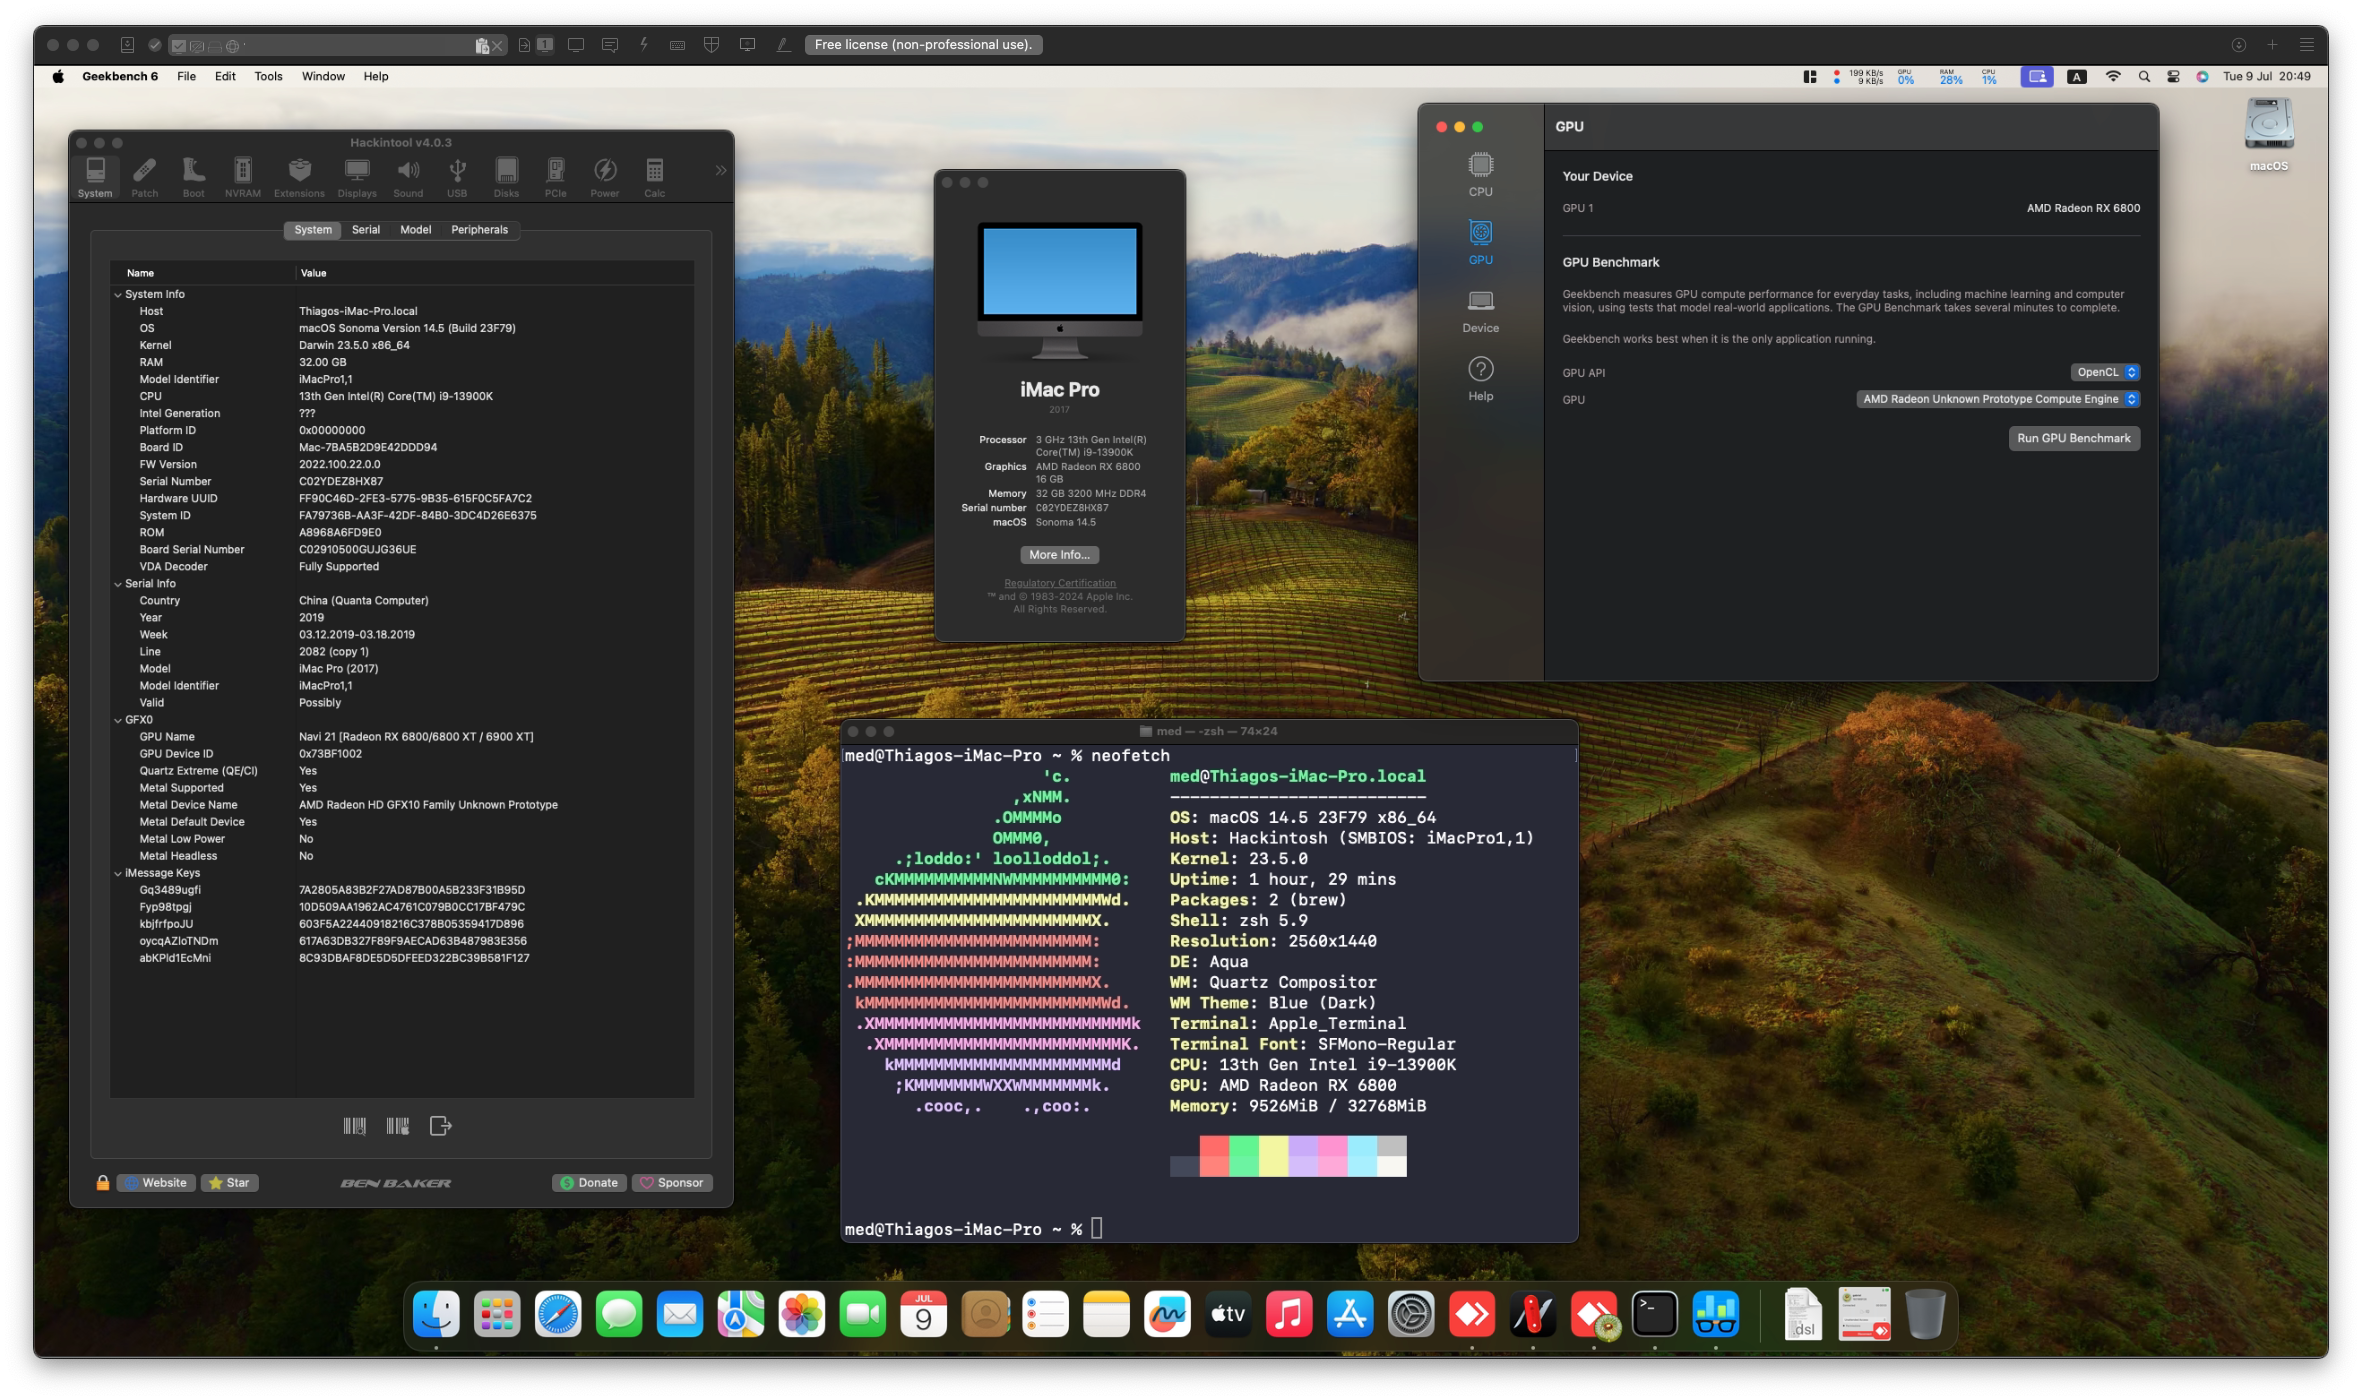 Free license (non-professional use).
Geekbench 6 File Edit Tools Window Help
199 KB/s
9 KB/s
GPU
0%
RAM
28%
CPU
1%
A
Tue 9 Jul 20:49
macOS
Hackintool v4.0.3
System Patch Boot NVRAM Extensions Displays Sound USB Disks PCIe Power Calc
System Serial Model Peripherals
Name Value
System Info
Host Thiagos-iMac-Pro.local
OS macOS Sonoma Version 14.5 (Build 23F79)
Kernel Darwin 23.5.0 x86_64
RAM 32.00 GB
Model Identifier iMacPro1,1
CPU 13th Gen Intel(R) Core(TM) i9-13900K
Intel Generation ???
Platform ID 0x00000000
Board ID Mac-7BA5B2D9E42DDD94
FW Version 2022.100.22.0.0
Serial Number C02YDEZ8HX87
Hardware UUID FF90C46D-2FE3-5775-9B35-615F0C5FA7C2
System ID FA79736B-AA3F-42DF-84B0-3DC4D26E6375
ROM A8968A6FD9E0
Board Serial Number C02910500GUJG36UE
VDA Decoder Fully Supported
Serial Info
Country China (Quanta Computer)
Year 2019
Week 03.12.2019-03.18.2019
Line 2082 (copy 1)
Model iMac Pro (2017)
Model Identifier iMacPro1,1
Valid Possibly
GFX0
GPU Name Navi 21 [Radeon RX 6800/6800 XT / 6900 XT]
GPU Device ID 0x73BF1002
Quartz Extreme (QE/CI) Yes
Metal Supported Yes
Metal Device Name AMD Radeon HD GFX10 Family Unknown Prototype
Metal Default Device Yes
Metal Low Power No
Metal Headless No
iMessage Keys
Gq3489ugfi 7A2805A83B2F27AD87B00A5B233F31B95D
Fyp98tpgj 10D509AA1962AC4761C079B0CC17BF479C
kbjfrfpoJU 603F5A22440918216C378B05359417D896
oycqAZloTNDm 617A63DB327F89F9AECAD63B487983E356
abKPld1EcMni 8C93DBAF8DE5D5DFEED322BC39B581F127
Website Star BEN BAKER Donate Sponsor
iMac Pro
2017
Processor 3 GHz 13th Gen Intel(R)
Core(TM) i9-13900K
Graphics AMD Radeon RX 6800
16 GB
Memory 32 GB 3200 MHz DDR4
Serial number C02YDEZ8HX87
macOS Sonoma 14.5
More Info...
Regulatory Certification
™ and © 1983-2024 Apple Inc.
All Rights Reserved.
CPU
GPU
Device
Help
GPU
Your Device
GPU 1 AMD Radeon RX 6800
GPU Benchmark
Geekbench measures GPU compute performance for everyday tasks, including machine learning and computer
vision, using tests that model real-world applications. The GPU Benchmark takes several minutes to complete.
Geekbench works best when it is the only application running.
GPU API OpenCL
GPU AMD Radeon Unknown Prototype Compute Engine
Run GPU Benchmark
med — -zsh — 74×24
med@Thiagos-iMac-Pro ~ % neofetch
'c. med@Thiagos-iMac-Pro.local
,xNMM. --------------------------
.OMMMMo OS: macOS 14.5 23F79 x86_64
OMMM0, Host: Hackintosh (SMBIOS: iMacPro1,1)
.;loddo:' loolloddol;. Kernel: 23.5.0
cKMMMMMMMMMMNWMMMMMMMMMM0: Uptime: 1 hour, 29 mins
.KMMMMMMMMMMMMMMMMMMMMMMMWd. Packages: 2 (brew)
XMMMMMMMMMMMMMMMMMMMMMMMX. Shell: zsh 5.9
;MMMMMMMMMMMMMMMMMMMMMMMM: Resolution: 2560x1440
:MMMMMMMMMMMMMMMMMMMMMMMM: DE: Aqua
.MMMMMMMMMMMMMMMMMMMMMMMMX. WM: Quartz Compositor
kMMMMMMMMMMMMMMMMMMMMMMMMWd. WM Theme: Blue (Dark)
.XMMMMMMMMMMMMMMMMMMMMMMMMMMk Terminal: Apple_Terminal
.XMMMMMMMMMMMMMMMMMMMMMMMMK. Terminal Font: SFMono-Regular
kMMMMMMMMMMMMMMMMMMMMMMd CPU: 13th Gen Intel i9-13900K
;KMMMMMMMWXXWMMMMMMMk. GPU: AMD Radeon RX 6800
.cooc,. .,coo:. Memory: 9526MiB / 32768MiB
med@Thiagos-iMac-Pro ~ %
JUL
9
tv
.dsl